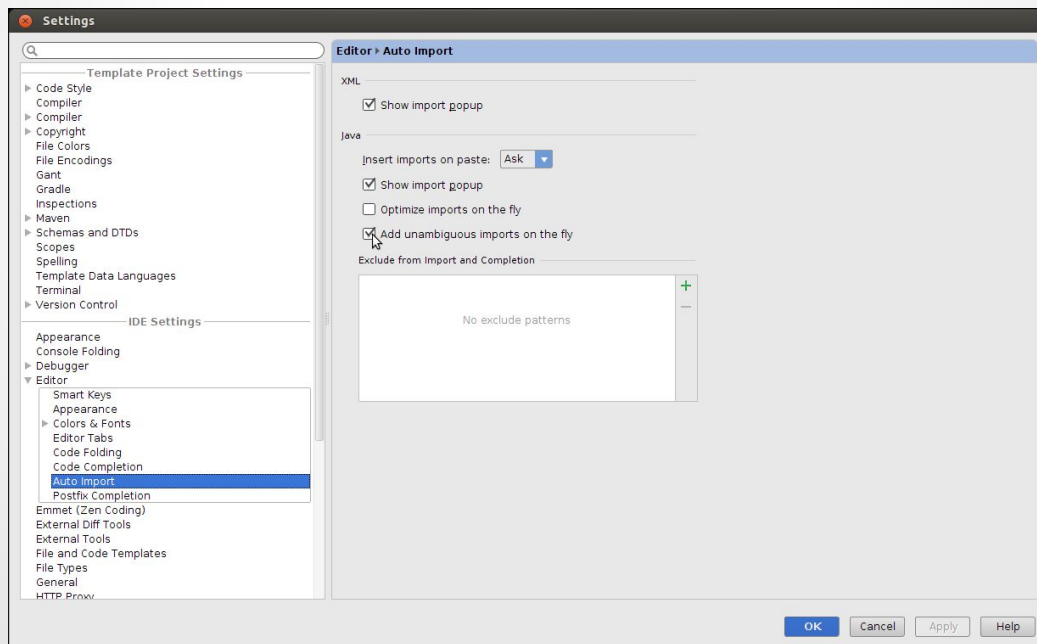 Settings
Template Project Settings
Code Style
Compiler
Compiler
Copyright
File Colors
File Encodings
Gant
Gradle
Inspections
Maven
Schemas and DTDs
Scopes
Spelling
Template Data Languages
Terminal
Version Control
IDE Settings
Appearance
Console Folding
Debugger
Editor
Smart Keys
Appearance
Colors & Fonts
Editor Tabs
Code Folding
Code Completion
Auto Import
Postfix Completion
Emmet (Zen Coding)
External Diff Tools
External Tools
File and Code Templates
File Types
General
HTTP Proxy
Editor ▸ Auto Import
XML
Show import popup
Java
Insert imports on paste: Ask
Show import popup
Optimize imports on the fly
Add unambiguous imports on the fly
Exclude from Import and Completion
No exclude patterns
OK Cancel Apply Help